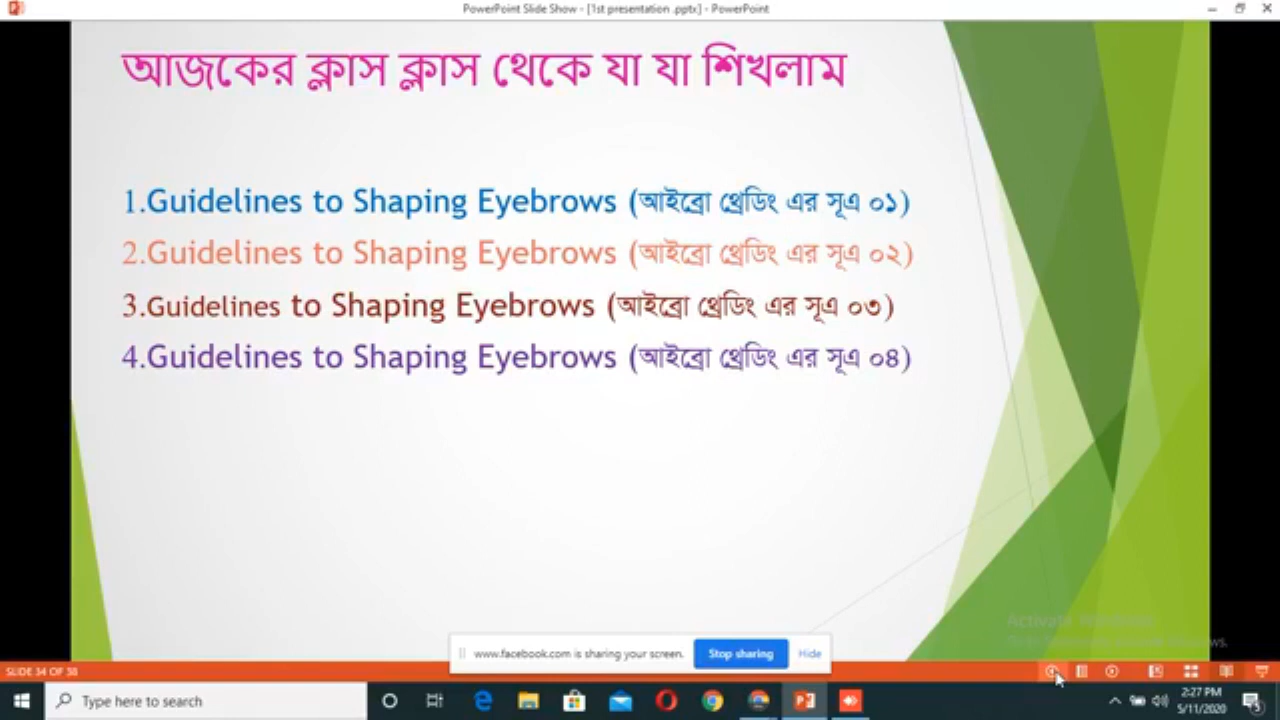 PowerPoint Slide Show - [1st presentation .pptx] - PowerPoint
আজকের ক্লাস ক্লাস থেকে যা যা শিখলাম
1.Guidelines to Shaping Eyebrows (আইব্রো থ্রেডিং এর সূএ ০১)
2.Guidelines to Shaping Eyebrows (আইব্রো থ্রেডিং এর সূএ ০২)
3.Guidelines to Shaping Eyebrows (আইব্রো থ্রেডিং এর সূএ ০৩)
4.Guidelines to Shaping Eyebrows (আইব্রো থ্রেডিং এর সূএ ০৪)
www.facebook.com is sharing your screen. Stop sharing Hide
SLIDE 34 OF 38
Type here to search
2:27 PM
5/11/2020